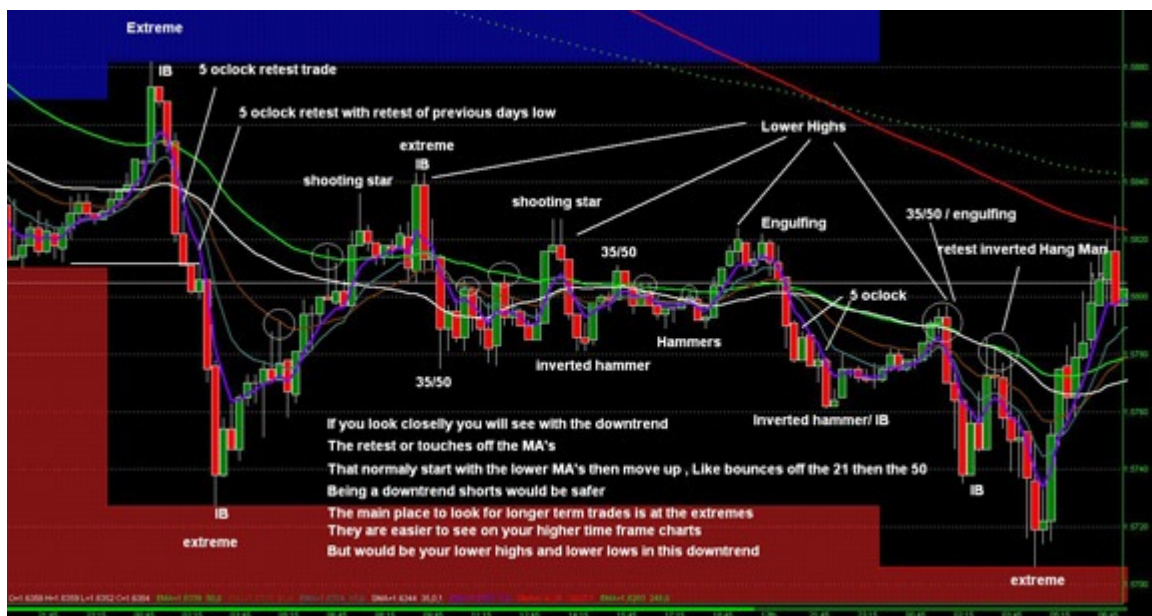 Extreme
IB
5 oclock retest trade
5 oclock retest with retest of previous days low
extreme
IB
shooting star
Lower Highs
shooting star
Engulfing
35/50 / engulfing
retest inverted Hang Man
35/50
5 oclock
Hammers
inverted hammer
35/50
Inverted hammer/ IB
If you look closelly you will see with the downtrend
The retest or touches off the MA's
That normaly start with the lower MA's then move up , Like bounces off the 21 then the 50
Being a downtrend shorts would be safer
The main place to look for longer term trades is at the extremes
They are easier to see on your higher time frame charts
But would be your lower highs and lower lows in this downtrend
IB
extreme
IB
extreme